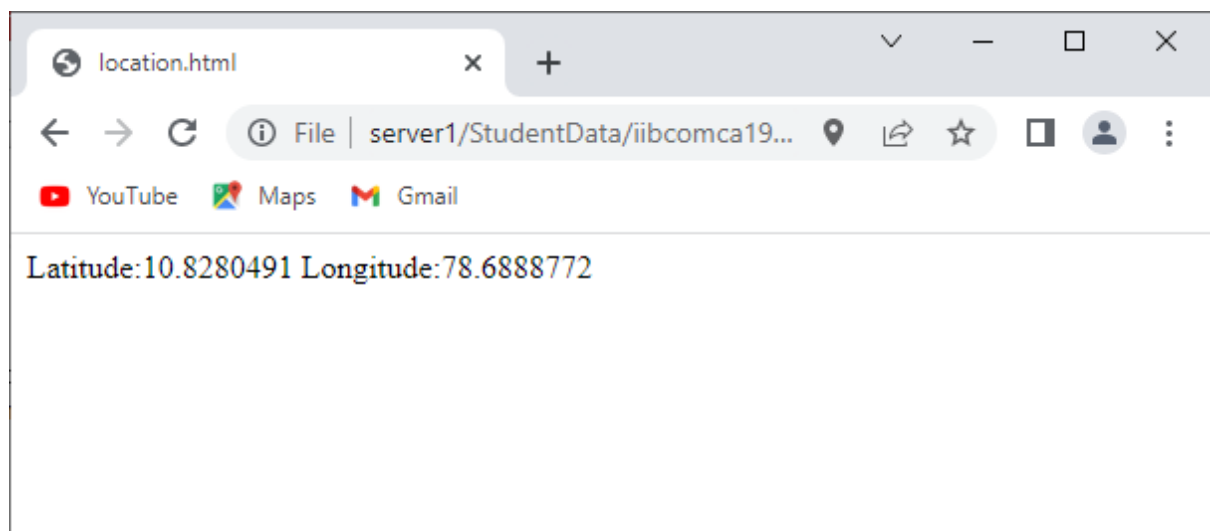 location.html
File server1/StudentData/iibcomca19...
YouTube Maps Gmail
Latitude:10.8280491 Longitude:78.6888772